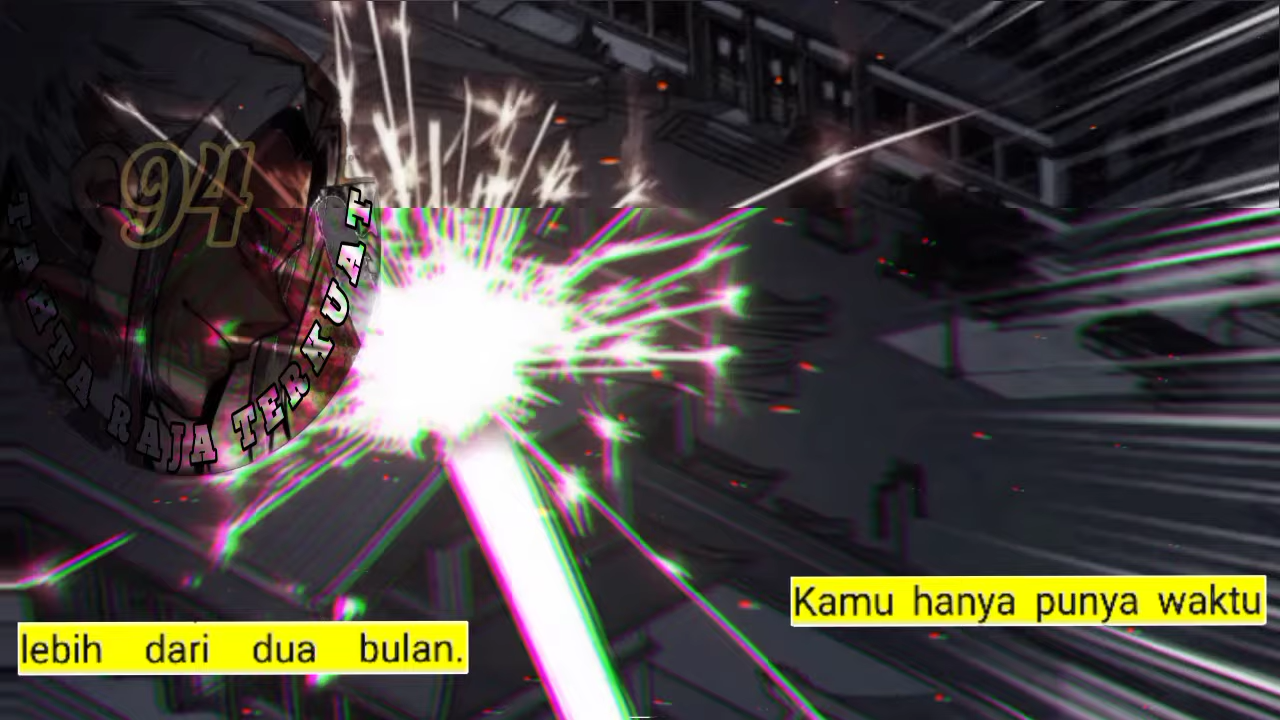 94
TAHTA RAJA TERKUAT
Kamu hanya punya waktu
lebih dari dua bulan.